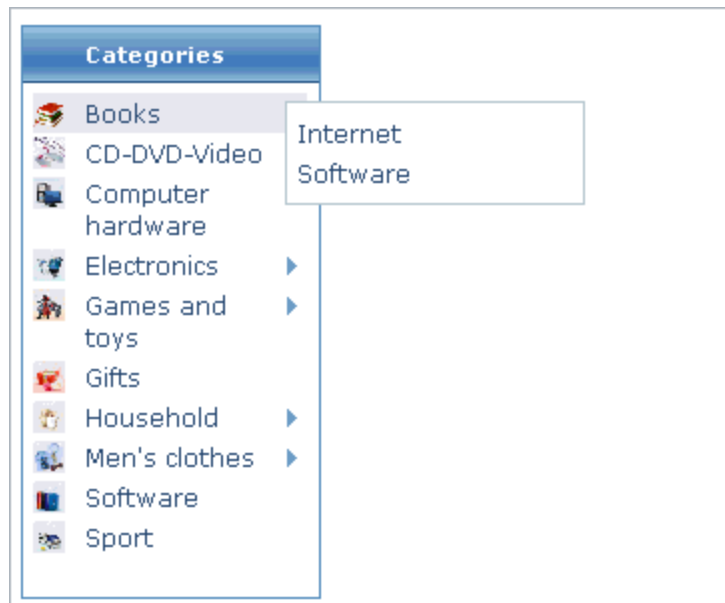 Categories
Books
Internet
CD-DVD-Video
Software
Computer
hardware
Electronics
Games and
toys
Gifts
Household
Men's clothes
Software
Sport